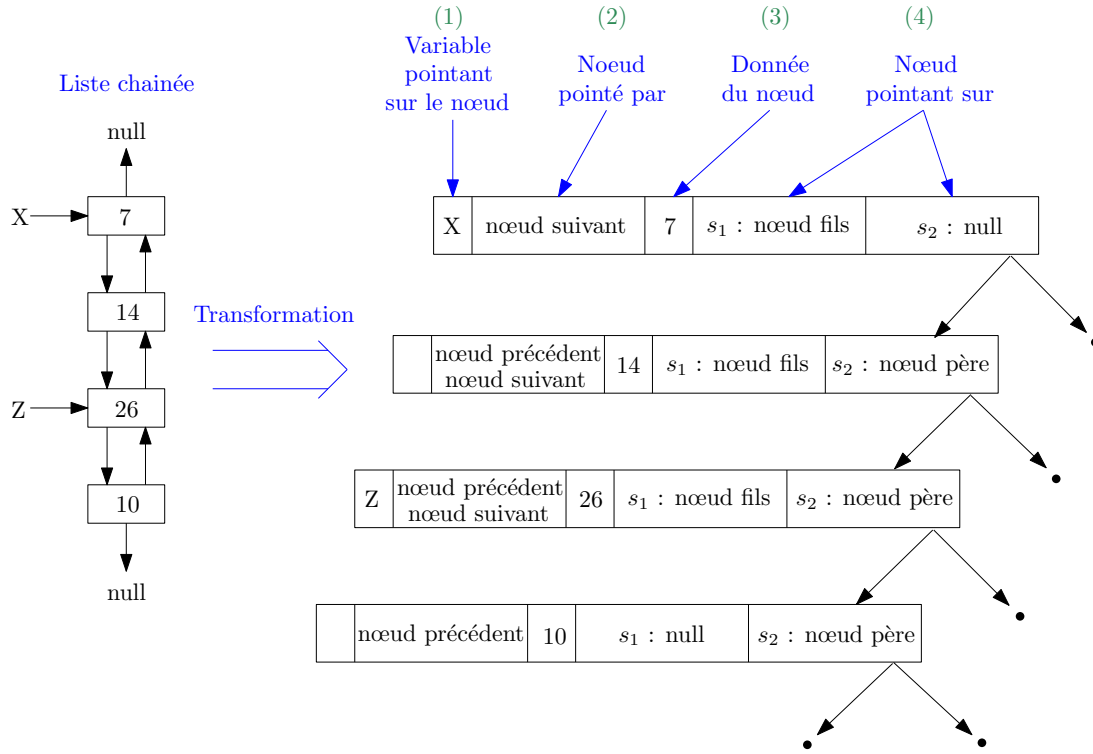 (1)
(2)
(3)
(4)
Variable
pointant
sur le nœud
Noeud
pointé par
Donnée
du nœud
Nœud
pointant sur
Liste chainée
null
X
7
14
Z
26
10
null
Transformation
X
nœud suivant
7
s₁ : nœud fils
s₂ : null
nœud précédent
nœud suivant
14
s₁ : nœud fils
s₂ : nœud père
Z
nœud précédent
nœud suivant
26
s₁ : nœud fils
s₂ : nœud père
nœud précédent
10
s₁ : null
s₂ : nœud père